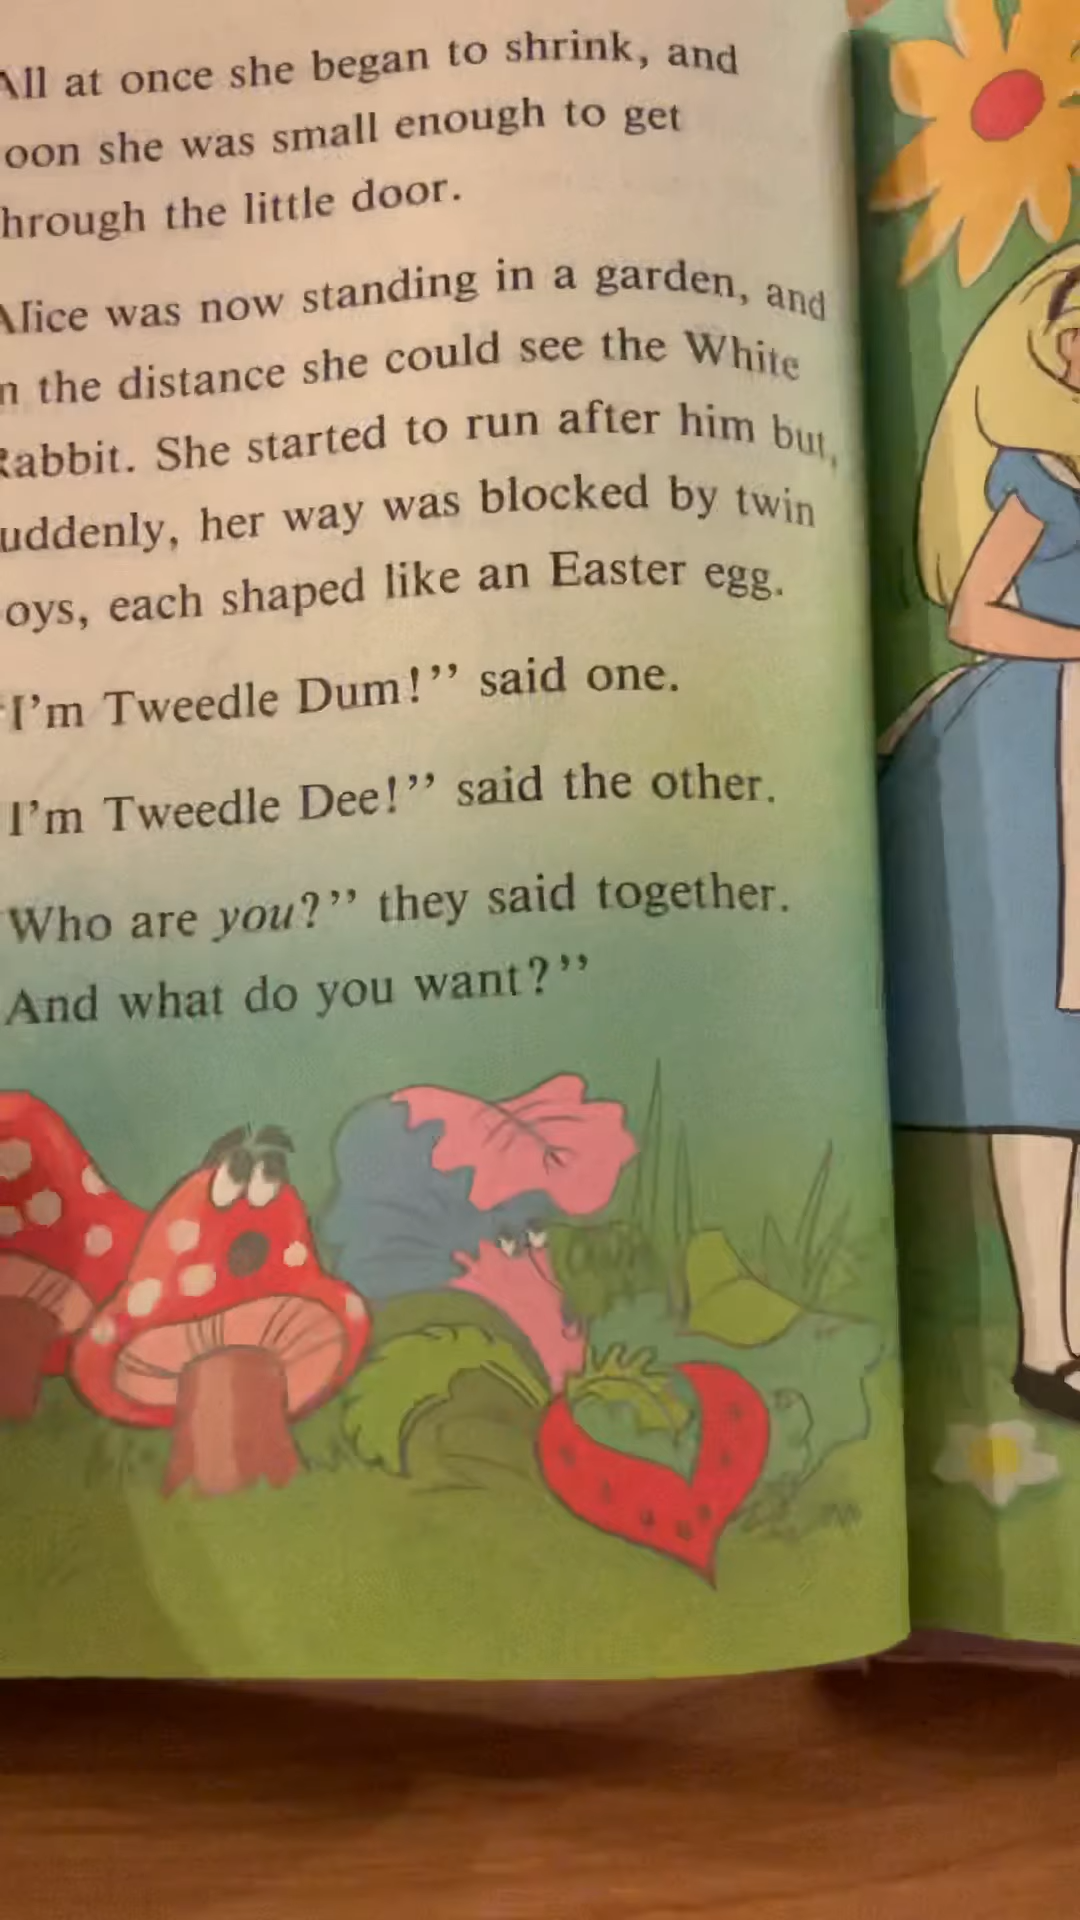 All at once she began to shrink, and
oon she was small enough to get
hrough the little door.
Alice was now standing in a garden, and
n the distance she could see the White
Rabbit. She started to run after him but,
uddenly, her way was blocked by twin
oys, each shaped like an Easter egg.
"I'm Tweedle Dum!" said one.
I'm Tweedle Dee!" said the other.
Who are you?" they said together.
And what do you want?"